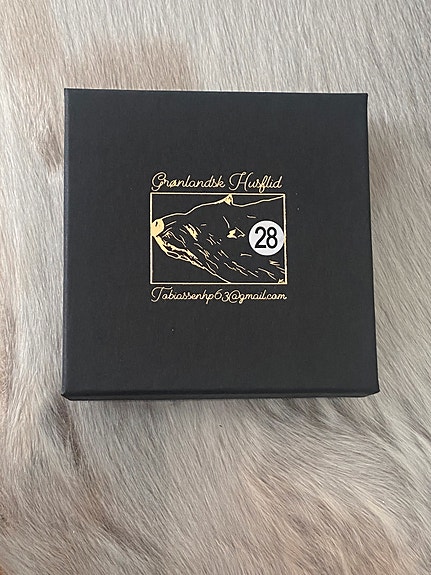 Grønlandsk Husflid
28
Tobiassenhp63@gmail.com